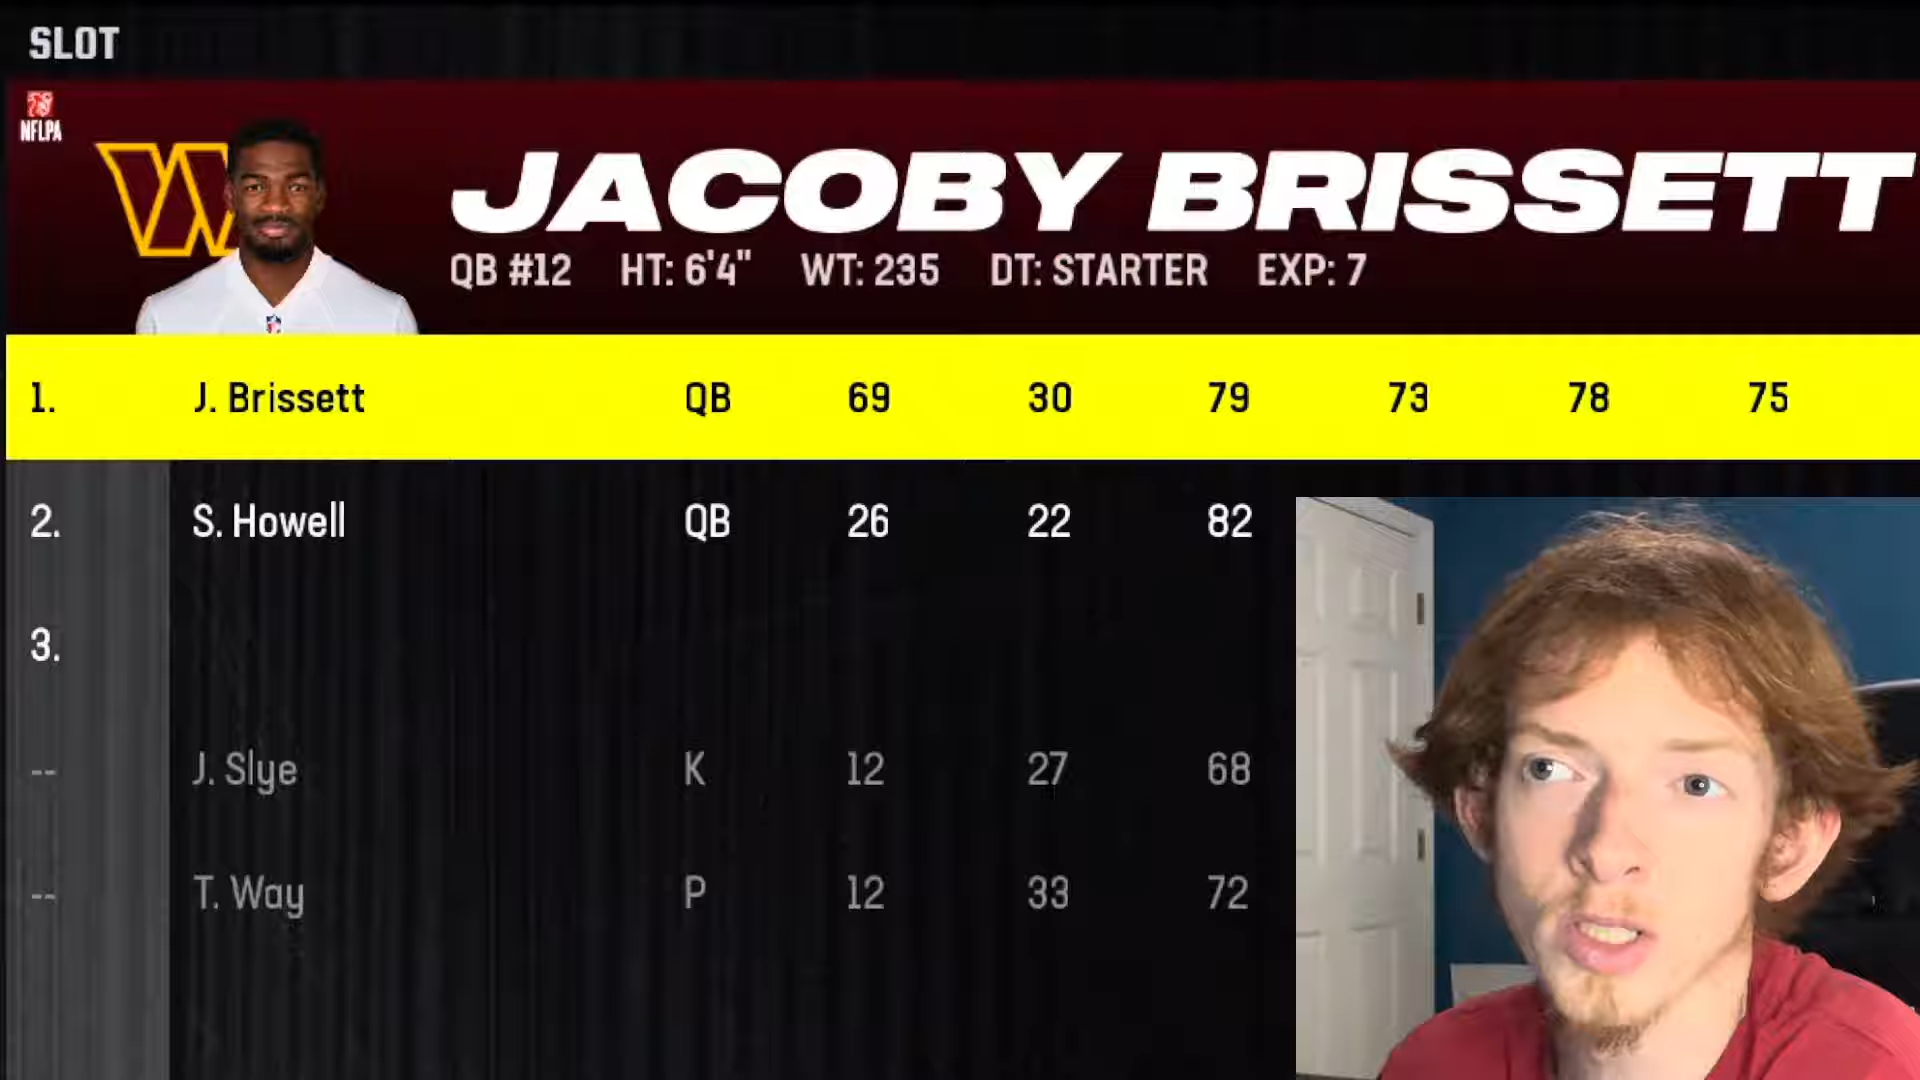 SLOT
NFLPA
JACOBY BRISSETT
QB #12 HT: 6'4" WT: 235 DT: STARTER EXP: 7
1. J. Brissett QB 69 30 79 73 78 75
2. S. Howell QB 26 22 82
3.
-- J. Slye K 12 27 68
-- T. Way P 12 33 72